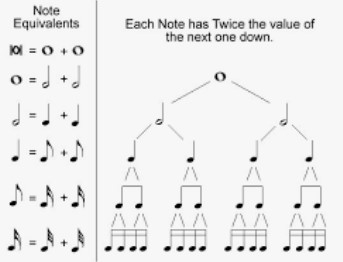 Note
Equivalents
Each Note has Twice the value of
the next one down.
= +
= +
= +
= +
= +
= +